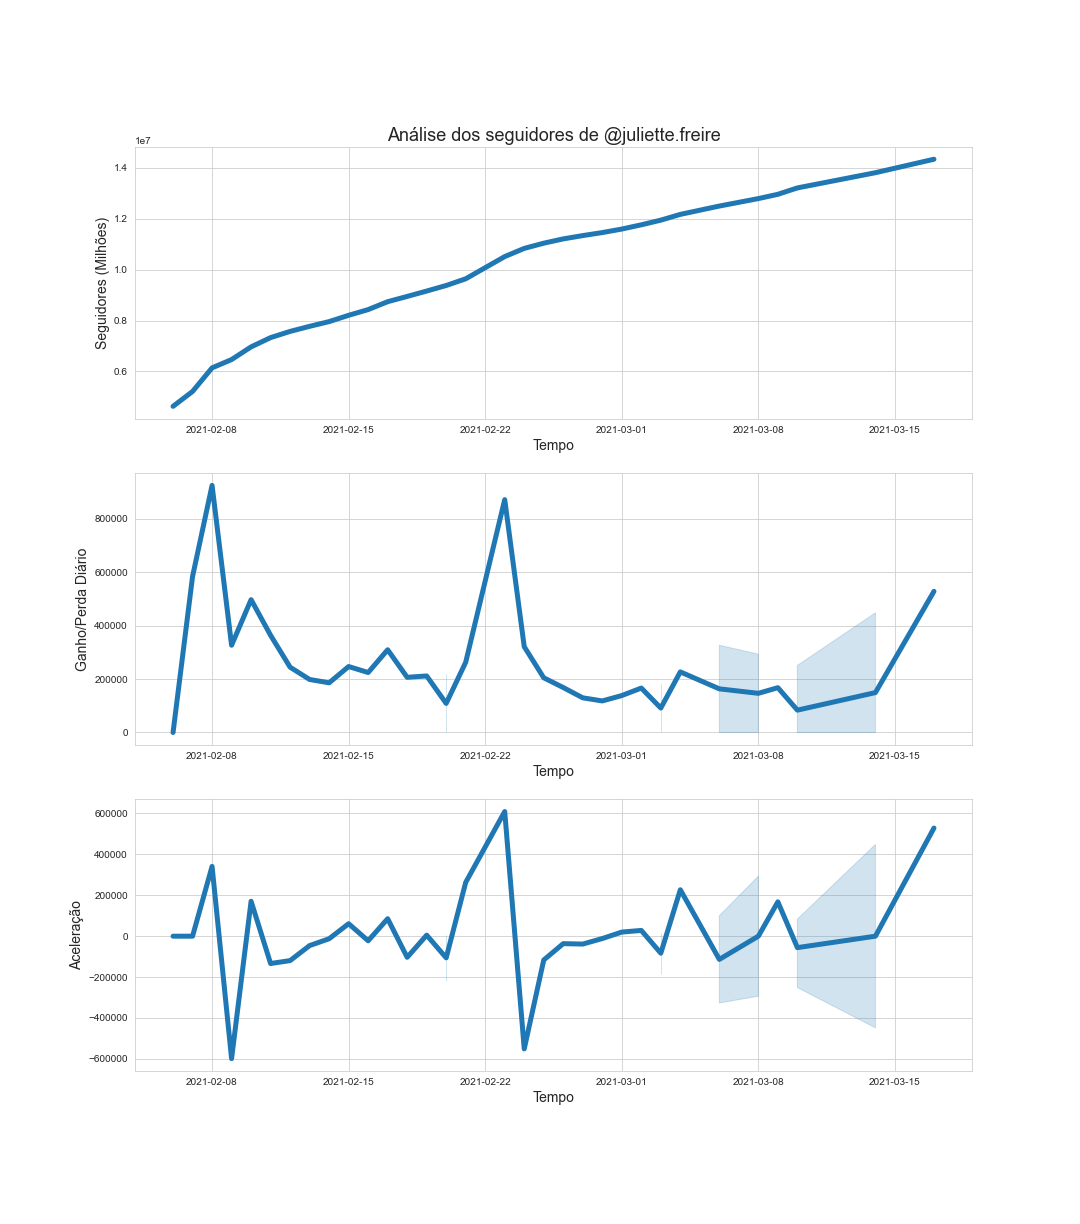 Análise dos seguidores de @juliette.freire
1e7
1.4
1.2
1.0
0.8
0.6
Seguidores (Milhões)
2021-02-08 2021-02-15 2021-02-22 2021-03-01 2021-03-08 2021-03-15
Tempo
800000
600000
400000
200000
0
Ganho/Perda Diário
2021-02-08 2021-02-15 2021-02-22 2021-03-01 2021-03-08 2021-03-15
Tempo
600000
400000
200000
0
−200000
−400000
−600000
Aceleração
2021-02-08 2021-02-15 2021-02-22 2021-03-01 2021-03-08 2021-03-15
Tempo